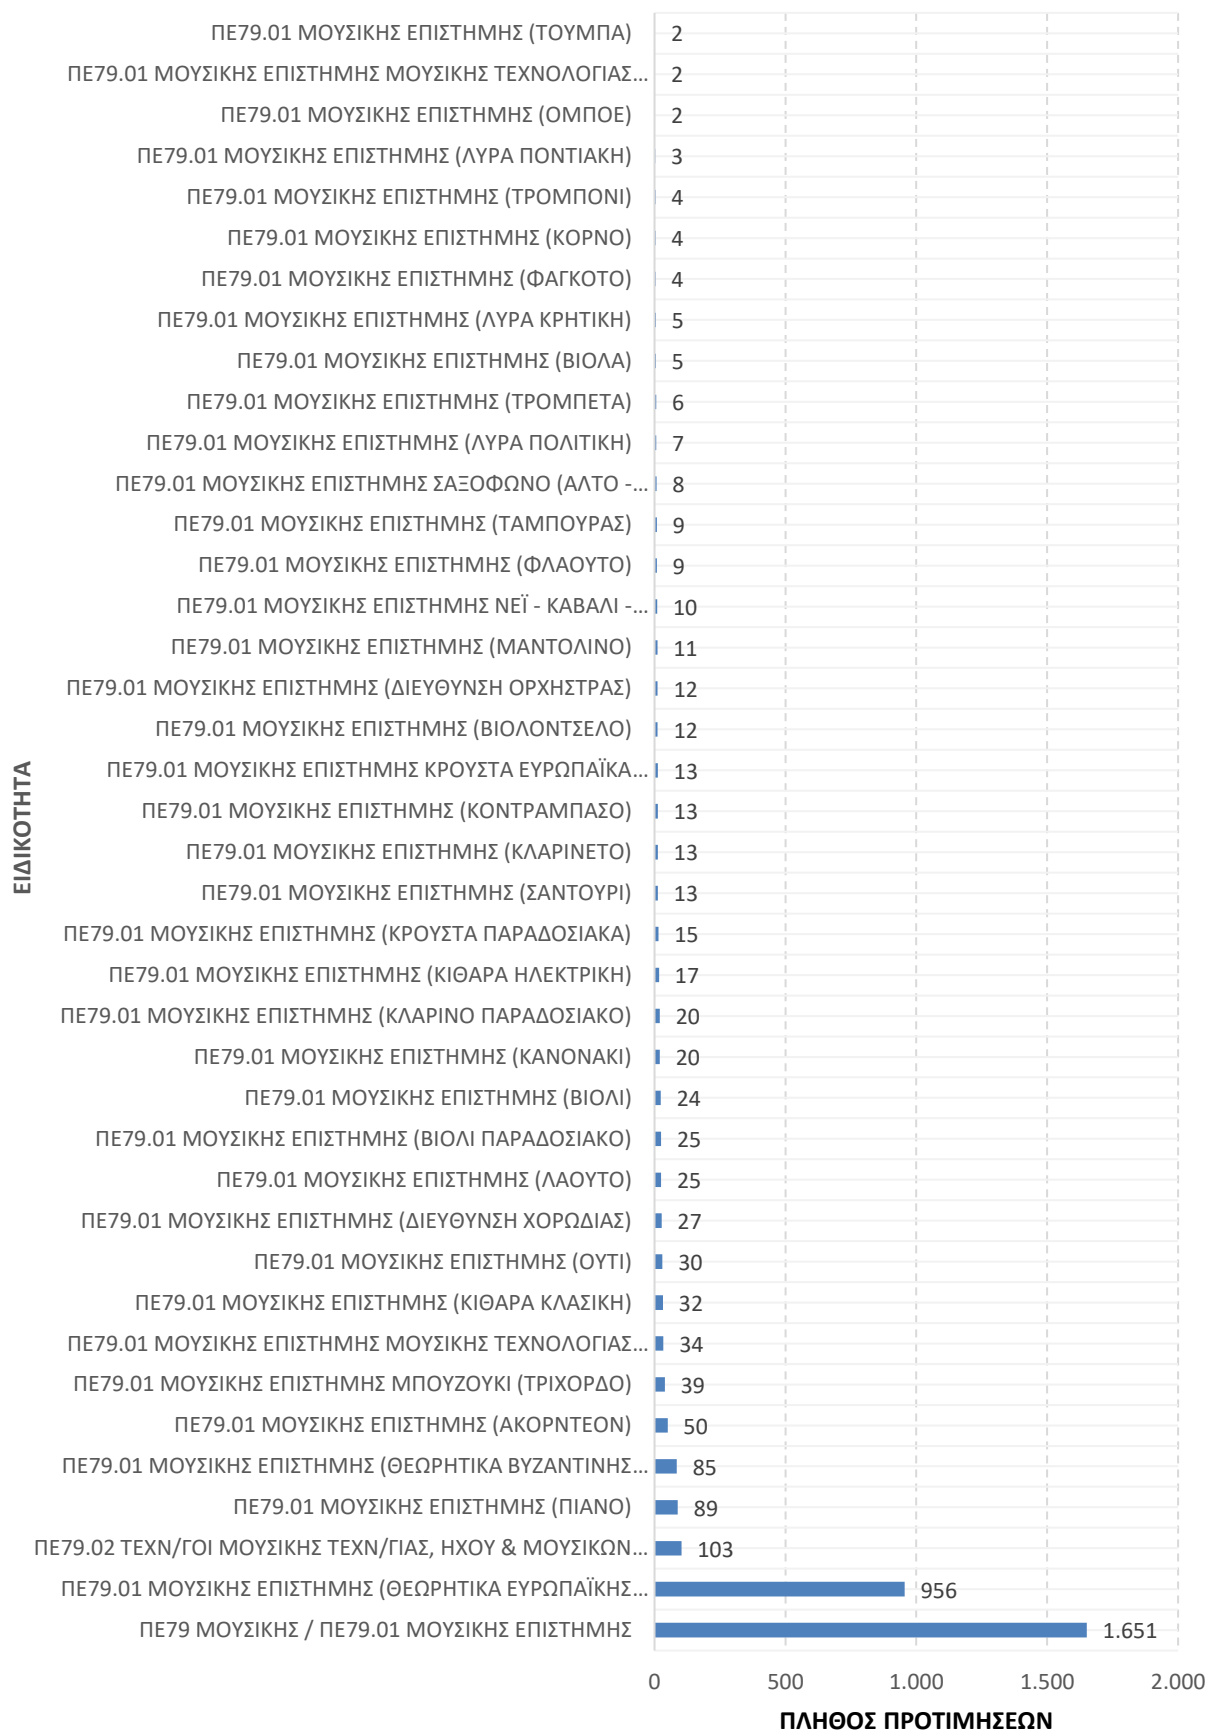 ΠΕ79.01 ΜΟΥΣΙΚΗΣ ΕΠΙΣΤΗΜΗΣ (ΤΟΥΜΠΑ) 2
ΠΕ79.01 ΜΟΥΣΙΚΗΣ ΕΠΙΣΤΗΜΗΣ ΜΟΥΣΙΚΗΣ ΤΕΧΝΟΛΟΓΙΑΣ... 2
ΠΕ79.01 ΜΟΥΣΙΚΗΣ ΕΠΙΣΤΗΜΗΣ (ΟΜΠΟΕ) 2
ΠΕ79.01 ΜΟΥΣΙΚΗΣ ΕΠΙΣΤΗΜΗΣ (ΛΥΡΑ ΠΟΝΤΙΑΚΗ) 3
ΠΕ79.01 ΜΟΥΣΙΚΗΣ ΕΠΙΣΤΗΜΗΣ (ΤΡΟΜΠΟΝΙ) 4
ΠΕ79.01 ΜΟΥΣΙΚΗΣ ΕΠΙΣΤΗΜΗΣ (ΚΟΡΝΟ) 4
ΠΕ79.01 ΜΟΥΣΙΚΗΣ ΕΠΙΣΤΗΜΗΣ (ΦΑΓΚΟΤΟ) 4
ΠΕ79.01 ΜΟΥΣΙΚΗΣ ΕΠΙΣΤΗΜΗΣ (ΛΥΡΑ ΚΡΗΤΙΚΗ) 5
ΠΕ79.01 ΜΟΥΣΙΚΗΣ ΕΠΙΣΤΗΜΗΣ (ΒΙΟΛΑ) 5
ΠΕ79.01 ΜΟΥΣΙΚΗΣ ΕΠΙΣΤΗΜΗΣ (ΤΡΟΜΠΕΤΑ) 6
ΠΕ79.01 ΜΟΥΣΙΚΗΣ ΕΠΙΣΤΗΜΗΣ (ΛΥΡΑ ΠΟΛΙΤΙΚΗ) 7
ΠΕ79.01 ΜΟΥΣΙΚΗΣ ΕΠΙΣΤΗΜΗΣ ΣΑΞΟΦΩΝΟ (ΑΛΤΟ -... 8
ΠΕ79.01 ΜΟΥΣΙΚΗΣ ΕΠΙΣΤΗΜΗΣ (ΤΑΜΠΟΥΡΑΣ) 9
ΠΕ79.01 ΜΟΥΣΙΚΗΣ ΕΠΙΣΤΗΜΗΣ (ΦΛΑΟΥΤΟ) 9
ΠΕ79.01 ΜΟΥΣΙΚΗΣ ΕΠΙΣΤΗΜΗΣ ΝΕΪ - ΚΑΒΑΛΙ -... 10
ΠΕ79.01 ΜΟΥΣΙΚΗΣ ΕΠΙΣΤΗΜΗΣ (ΜΑΝΤΟΛΙΝΟ) 11
ΠΕ79.01 ΜΟΥΣΙΚΗΣ ΕΠΙΣΤΗΜΗΣ (ΔΙΕΥΘΥΝΣΗ ΟΡΧΗΣΤΡΑΣ) 12
ΠΕ79.01 ΜΟΥΣΙΚΗΣ ΕΠΙΣΤΗΜΗΣ (ΒΙΟΛΟΝΤΣΕΛΟ) 12
ΠΕ79.01 ΜΟΥΣΙΚΗΣ ΕΠΙΣΤΗΜΗΣ ΚΡΟΥΣΤΑ ΕΥΡΩΠΑΪΚΑ... 13
ΠΕ79.01 ΜΟΥΣΙΚΗΣ ΕΠΙΣΤΗΜΗΣ (ΚΟΝΤΡΑΜΠΑΣΟ) 13
ΠΕ79.01 ΜΟΥΣΙΚΗΣ ΕΠΙΣΤΗΜΗΣ (ΚΛΑΡΙΝΕΤΟ) 13
ΠΕ79.01 ΜΟΥΣΙΚΗΣ ΕΠΙΣΤΗΜΗΣ (ΣΑΝΤΟΥΡΙ) 13
ΠΕ79.01 ΜΟΥΣΙΚΗΣ ΕΠΙΣΤΗΜΗΣ (ΚΡΟΥΣΤΑ ΠΑΡΑΔΟΣΙΑΚΑ) 15
ΠΕ79.01 ΜΟΥΣΙΚΗΣ ΕΠΙΣΤΗΜΗΣ (ΚΙΘΑΡΑ ΗΛΕΚΤΡΙΚΗ) 17
ΠΕ79.01 ΜΟΥΣΙΚΗΣ ΕΠΙΣΤΗΜΗΣ (ΚΛΑΡΙΝΟ ΠΑΡΑΔΟΣΙΑΚΟ) 20
ΠΕ79.01 ΜΟΥΣΙΚΗΣ ΕΠΙΣΤΗΜΗΣ (ΚΑΝΟΝΑΚΙ) 20
ΠΕ79.01 ΜΟΥΣΙΚΗΣ ΕΠΙΣΤΗΜΗΣ (ΒΙΟΛΙ) 24
ΠΕ79.01 ΜΟΥΣΙΚΗΣ ΕΠΙΣΤΗΜΗΣ (ΒΙΟΛΙ ΠΑΡΑΔΟΣΙΑΚΟ) 25
ΠΕ79.01 ΜΟΥΣΙΚΗΣ ΕΠΙΣΤΗΜΗΣ (ΛΑΟΥΤΟ) 25
ΠΕ79.01 ΜΟΥΣΙΚΗΣ ΕΠΙΣΤΗΜΗΣ (ΔΙΕΥΘΥΝΣΗ ΧΟΡΩΔΙΑΣ) 27
ΠΕ79.01 ΜΟΥΣΙΚΗΣ ΕΠΙΣΤΗΜΗΣ (ΟΥΤΙ) 30
ΠΕ79.01 ΜΟΥΣΙΚΗΣ ΕΠΙΣΤΗΜΗΣ (ΚΙΘΑΡΑ ΚΛΑΣΙΚΗ) 32
ΠΕ79.01 ΜΟΥΣΙΚΗΣ ΕΠΙΣΤΗΜΗΣ ΜΟΥΣΙΚΗΣ ΤΕΧΝΟΛΟΓΙΑΣ... 34
ΠΕ79.01 ΜΟΥΣΙΚΗΣ ΕΠΙΣΤΗΜΗΣ ΜΠΟΥΖΟΥΚΙ (ΤΡΙΧΟΡΔΟ) 39
ΠΕ79.01 ΜΟΥΣΙΚΗΣ ΕΠΙΣΤΗΜΗΣ (ΑΚΟΡΝΤΕΟΝ) 50
ΠΕ79.01 ΜΟΥΣΙΚΗΣ ΕΠΙΣΤΗΜΗΣ (ΘΕΩΡΗΤΙΚΑ ΒΥΖΑΝΤΙΝΗΣ... 85
ΠΕ79.01 ΜΟΥΣΙΚΗΣ ΕΠΙΣΤΗΜΗΣ (ΠΙΑΝΟ) 89
ΠΕ79.02 ΤΕΧΝ/ΓΟΙ ΜΟΥΣΙΚΗΣ ΤΕΧΝ/ΓΙΑΣ, ΗΧΟΥ & ΜΟΥΣΙΚΩΝ... 103
ΠΕ79.01 ΜΟΥΣΙΚΗΣ ΕΠΙΣΤΗΜΗΣ (ΘΕΩΡΗΤΙΚΑ ΕΥΡΩΠΑΪΚΗΣ... 956
ΠΕ79 ΜΟΥΣΙΚΗΣ / ΠΕ79.01 ΜΟΥΣΙΚΗΣ ΕΠΙΣΤΗΜΗΣ 1.651
0 500 1.000 1.500 2.000
ΠΛΗΘΟΣ ΠΡΟΤΙΜΗΣΕΩΝ
ΕΙΔΙΚΟΤΗΤΑ